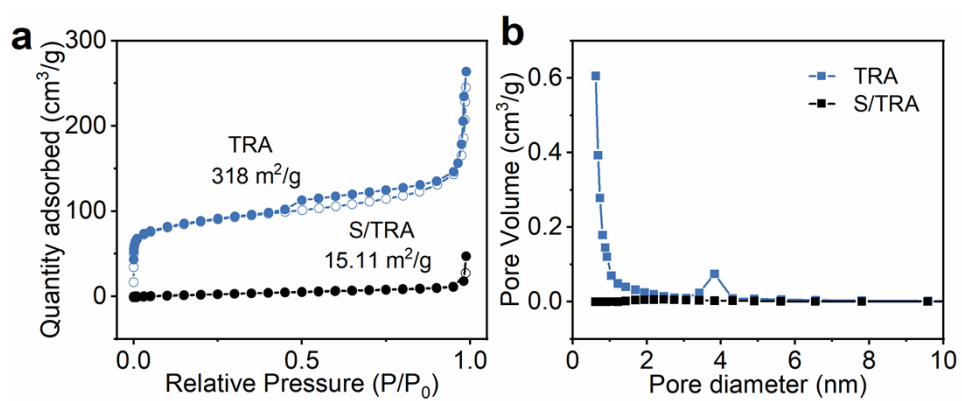 a
300
200
100
0
Quantity adsorbed (cm³/g)
TRA
318 m²/g
S/TRA
15.11 m²/g
0.0
0.5
1.0
Relative Pressure (P/P₀)
b
0.6
0.4
0.2
0.0
Pore Volume (cm³/g)
TRA
S/TRA
0
2
4
6
8
10
Pore diameter (nm)